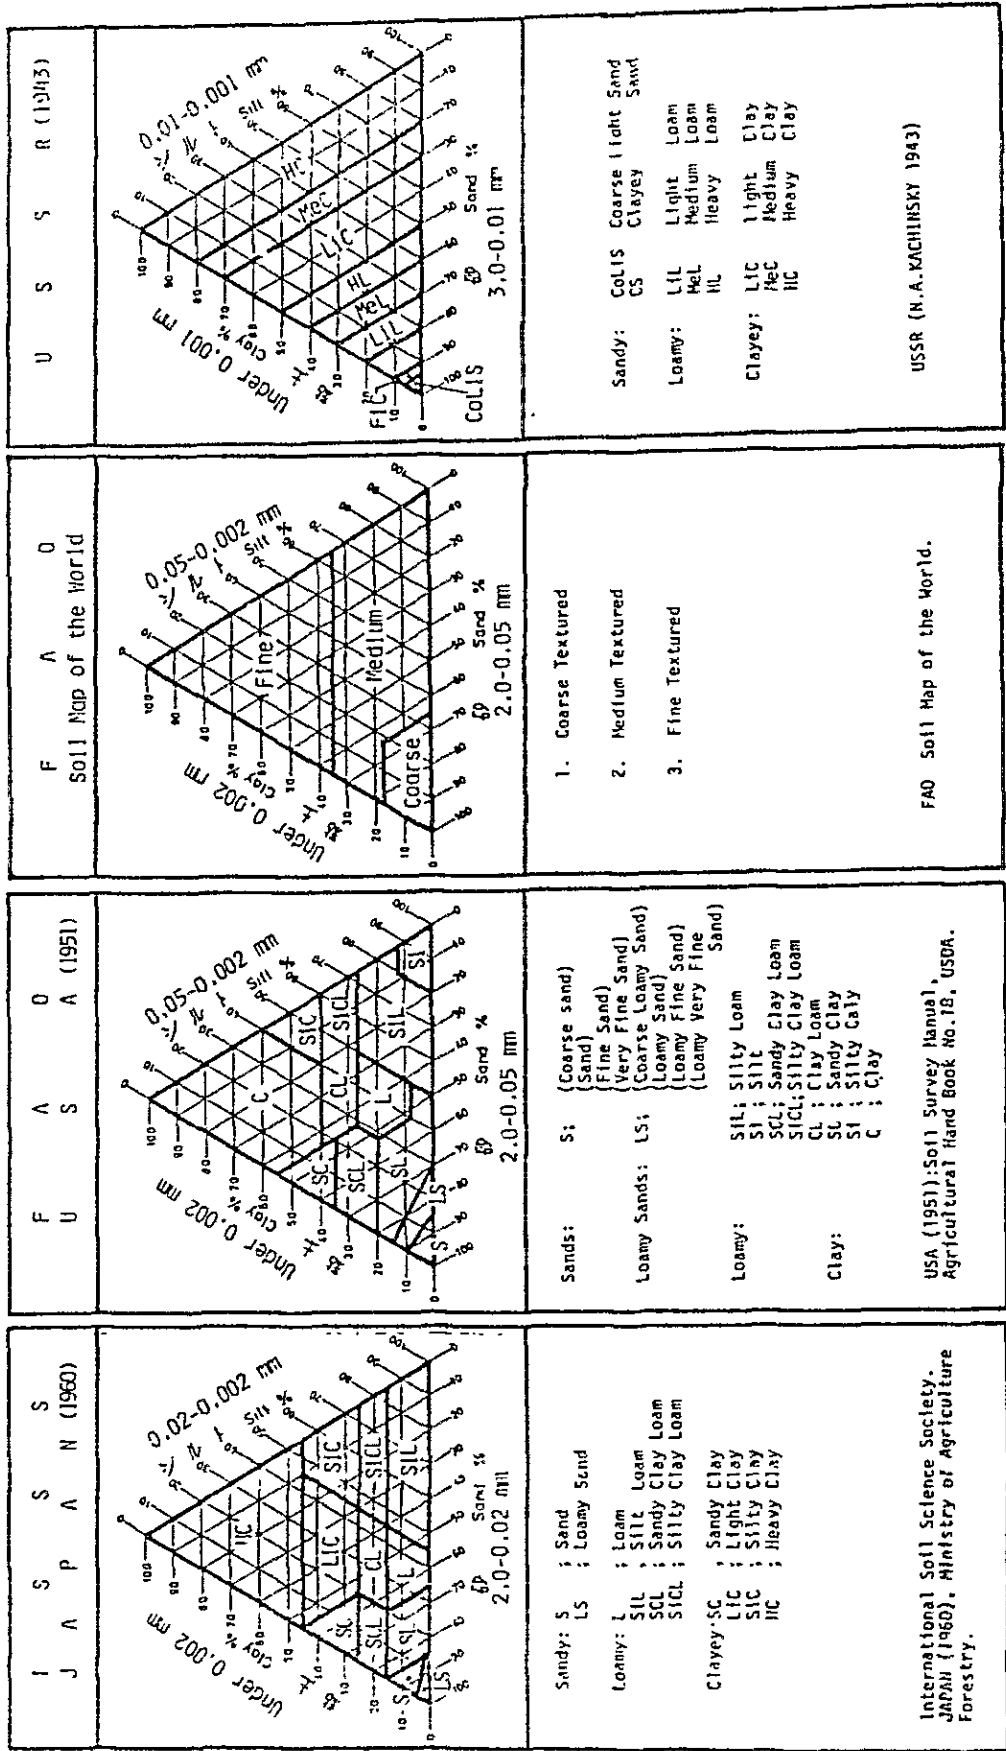 I S S S
J A P A N (1960)
Under 0.002 mm
0.02-0.002 mm
Clay %
Silt %
HC
SC
LIC
SIC
SCL
CL
SICL
S
LS
SL
L
SIL
Sand %
2.0-0.02 mm
Sandy: S ; Sand
LS ; Loamy Sand
Loamy: L ; Loam
SIL , Silt Loam
SCL ; Sandy Clay Loam
SICL ; Silty Clay Loam
Clayey:SC , Sandy Clay
LIC ; Light Clay
SIC ; Silty Clay
HC ; Heavy Clay
International Soil Science Society.
JAPAN (1960). Ministry of Agriculture
Forestry.
F A O
U S A (1951)
Under 0.002 mm
0.05-0.002 mm
Clay %
Silt %
C
SC
SIC
CL
SICL
SCL
L
SL
SIL
S
LS
SI
Sand %
2.0-0.05 mm
Sands: S; (Coarse sand)
(Sand)
(Fine Sand)
(Very Fine Sand)
Loamy Sands: LS; (Coarse Loamy Sand)
(Loamy Sand)
(Loamy Fine Sand)
(Loamy Very Fine
Sand)
Loamy: SIL; Silty Loam
SI ; Silt
SCL; Sandy Clay Loam
SICL; Silty Clay Loam
CL ; Clay Loam
Clay: SL ; Sandy Clay
SI ; Silty Caly
C ; Clay
USA (1951):Soil Survey Manual,
Agricultural Hand Book No.18, USDA.
F A O
Soil Map of the World
Under 0.002 mm
0.05-0.002 mm
Clay %
Silt %
Fine
Medium
Coarse
Sand %
2.0-0.05 mm
1. Coarse Textured
2. Medium Textured
3. Fine Textured
FAO Soil Map of the World.
U S S R (1943)
Under 0.001 mm
0.01-0.001 mm
Clay %
Silt %
HC
MeC
LIC
HL
MeL
LIL
FIC
CoLIS
Sand %
3.0-0.01 mm
Sandy: CoLIS Coarse light Sand
CS Clayey Sand
Loamy: LIL Light Loam
MeL Medium Loam
HL Heavy Loam
Clayey: LIC light Clay
MeC Medium Clay
HC Heavy Clay
USSR (N.A.KACHINSKY 1943)